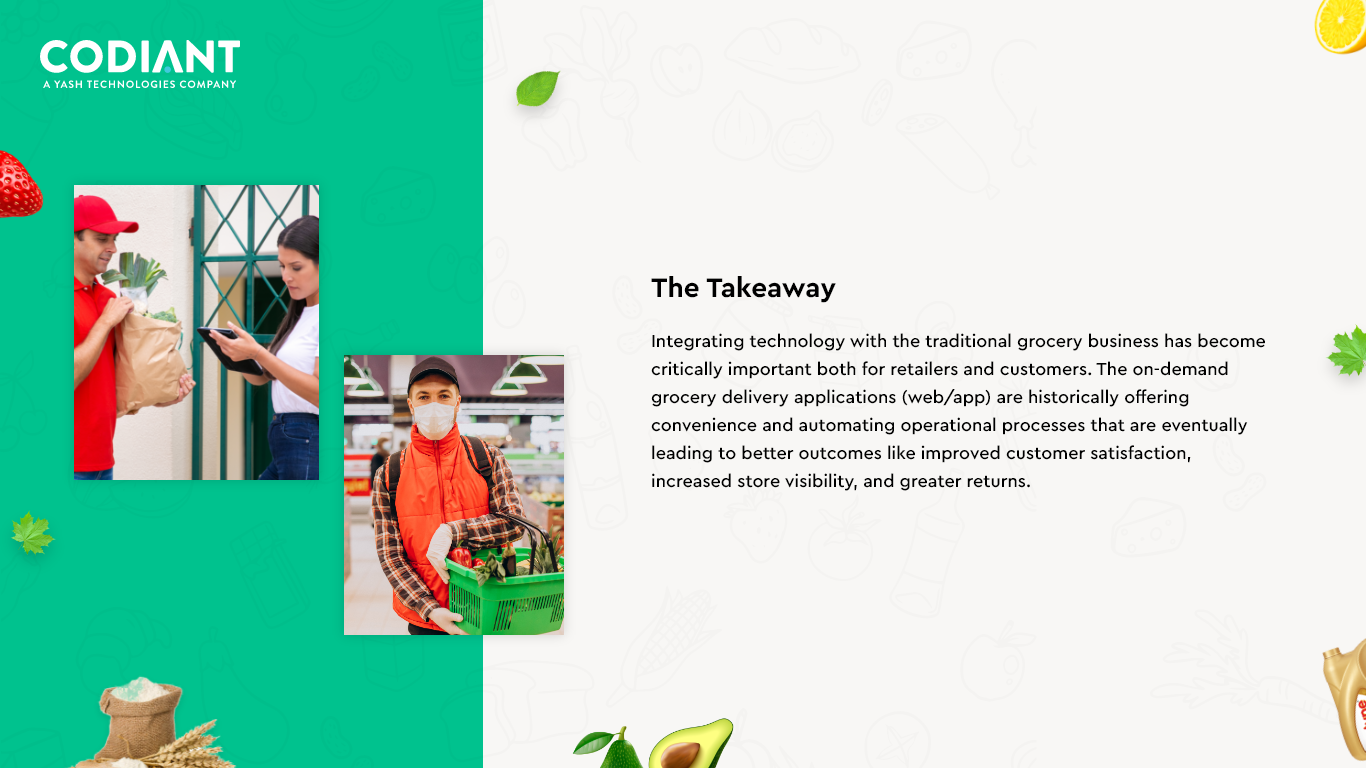 CODIANT
A YASH TECHNOLOGIES COMPANY
The Takeaway
Integrating technology with the traditional grocery business has become
critically important both for retailers and customers. The on-demand
grocery delivery applications (web/app) are historically offering
convenience and automating operational processes that are eventually
leading to better outcomes like improved customer satisfaction,
increased store visibility, and greater returns.